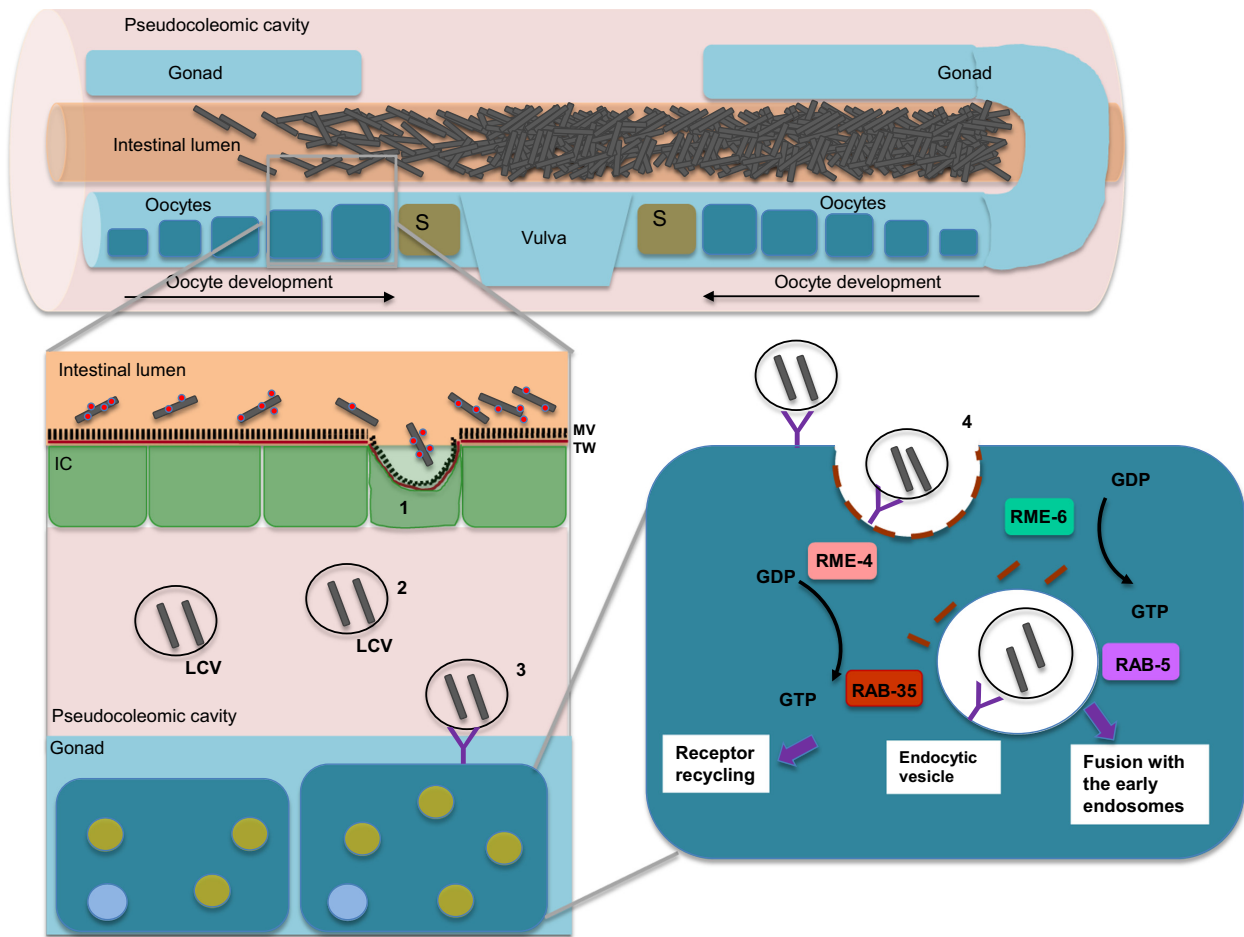 Pseudocoleomic cavity
Gonad
Gonad
Intestinal lumen
Oocytes
S
Vulva
S
Oocytes
Oocyte development
Oocyte development
Intestinal lumen
MV
TW
IC
1
2
LCV
LCV
3
Pseudocoleomic cavity
Gonad
4
GDP
RME-6
RME-4
GDP
GTP
RAB-5
RAB-35
GTP
Receptor
recycling
Endocytic
vesicle
Fusion with
the early
endosomes